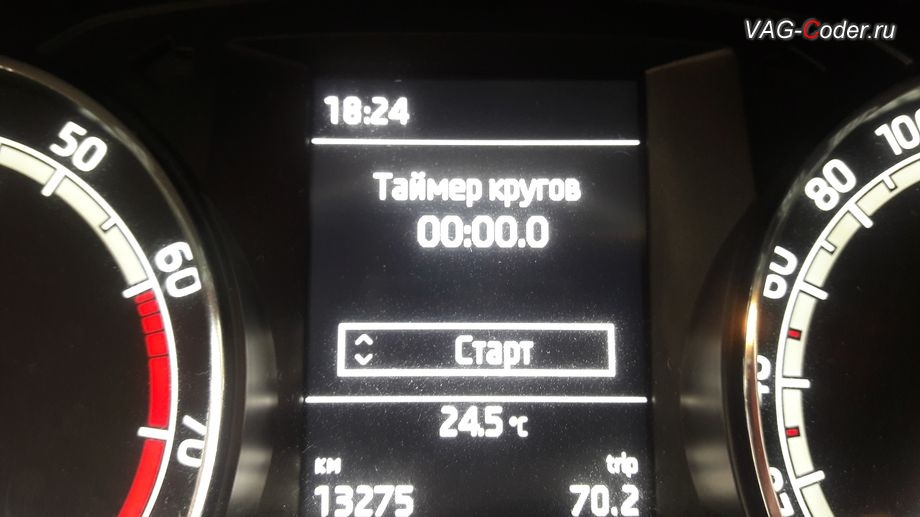 VAG-Coder.ru
18:24
50
100
Таймер кругов
80
00:00.0
60
60
Старт
70
24.5 °C
км
trip
13275
70.2